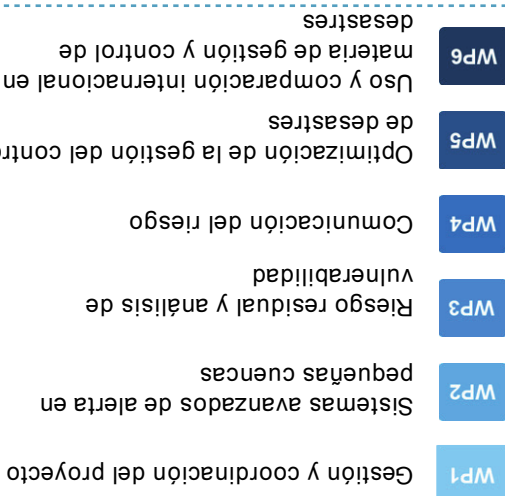 WP1 Gestión y coordinación del proyecto
WP2 Sistemas avanzados de alerta en
pequeñas cuencas
WP3 Riesgo residual y análisis de
vulnerabilidad
WP4 Comunicación del riesgo
WP5 Optimización de la gestión del
de desastres
WP6 Uso y comparación internacional en
materia de gestión y control de
desastres